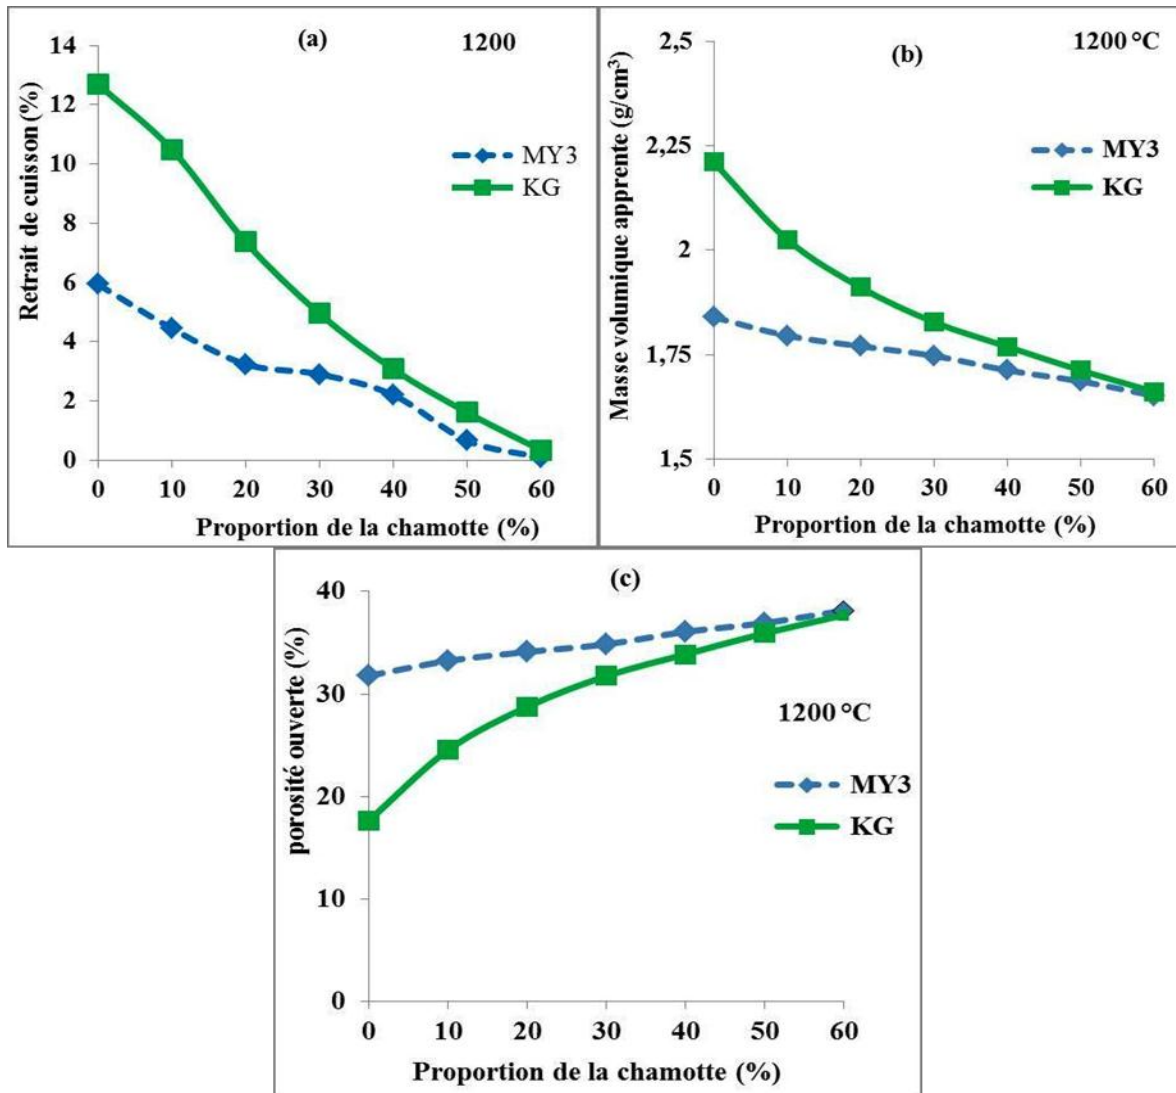 (a)
1200
Retrait de cuisson (%)
14
12
10
8
6
4
2
0
MY3
KG
0 10 20 30 40 50 60
Proportion de la chamotte (%)
(b)
1200 °C
Masse volumique apprente (g/cm³)
2,5
2,25
2
1,75
1,5
MY3
KG
0 10 20 30 40 50 60
Proportion de la chamotte (%)
(c)
porosité ouverte (%)
40
30
20
10
0
1200 °C
MY3
KG
0 10 20 30 40 50 60
Proportion de la chamotte (%)